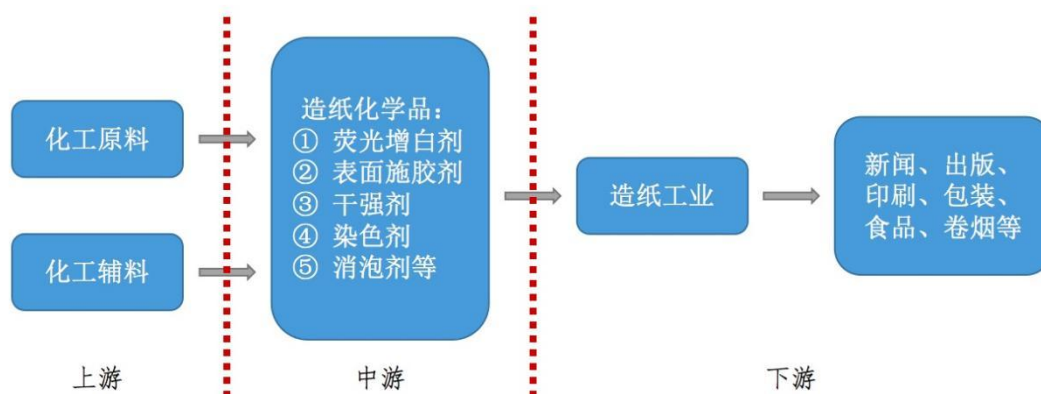 化工原料
化工辅料
造纸化学品：
① 荧光增白剂
② 表面施胶剂
③ 干强剂
④ 染色剂
⑤ 消泡剂等
造纸工业
新闻、出版、
印刷、包装、
食品、卷烟等
上游
中游
下游